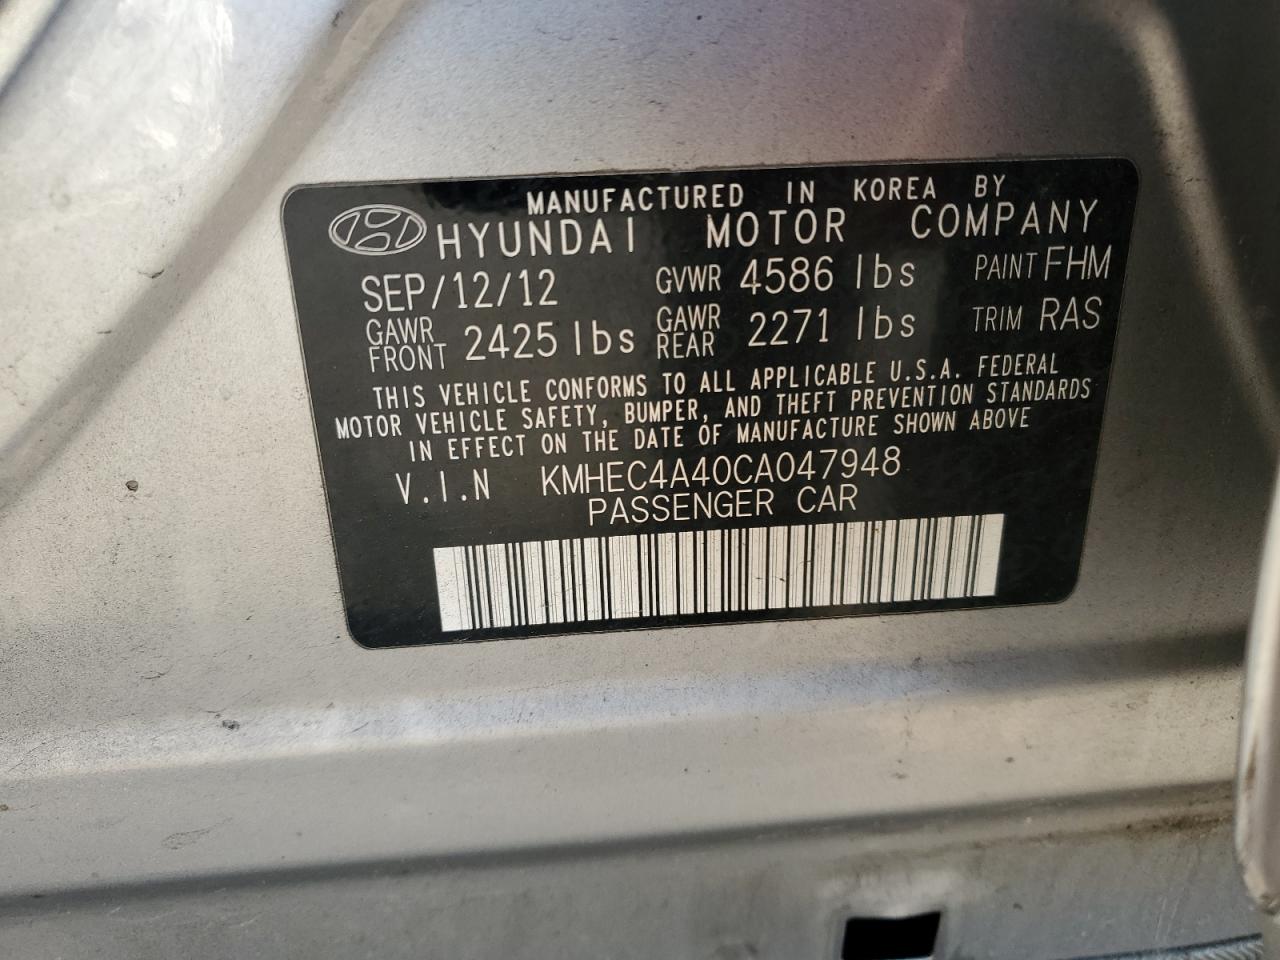 MANUFACTURED IN KOREA BY
HYUNDAI MOTOR COMPANY
SEP/12/12 GVWR 4586 lbs PAINT FHM
GAWR FRONT 2425 lbs GAWR REAR 2271 lbs TRIM RAS
THIS VEHICLE CONFORMS TO ALL APPLICABLE U.S.A. FEDERAL
MOTOR VEHICLE SAFETY, BUMPER, AND THEFT PREVENTION STANDARDS
IN EFFECT ON THE DATE OF MANUFACTURE SHOWN ABOVE
V.I.N KMHEC4A40CA047948
PASSENGER CAR